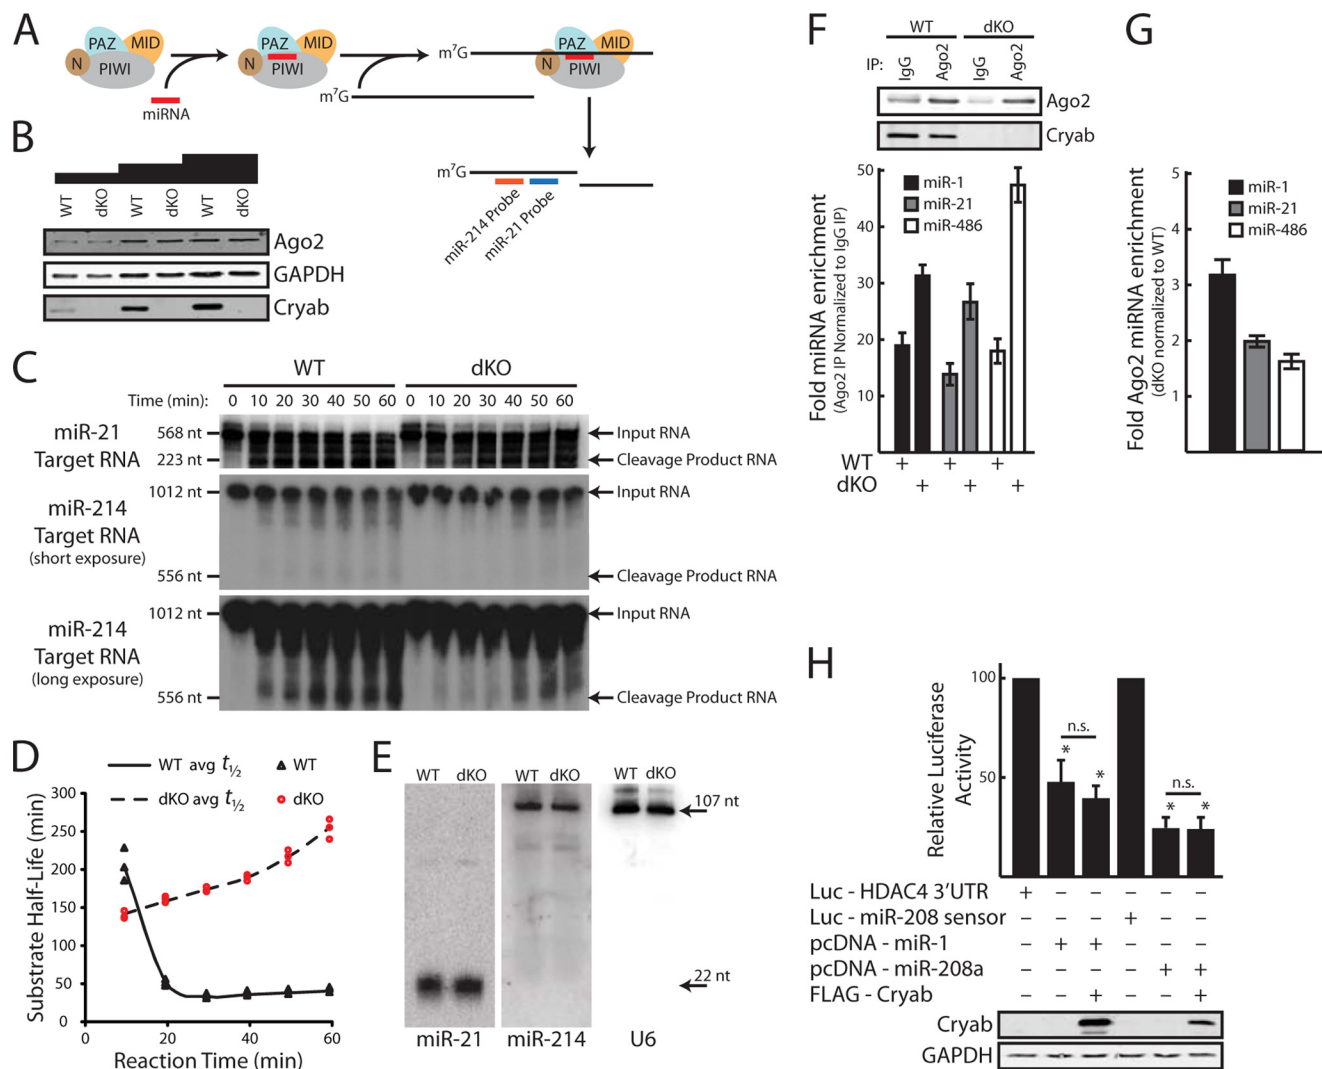 A
N
PAZ
MID
PIWI
miRNA
N
PAZ
MID
PIWI
m⁷G
m⁷G
N
PAZ
MID
PIWI
m⁷G
miR-214 Probe
miR-21 Probe
B
WT dKO WT dKO WT dKO
Ago2
GAPDH
Cryab
C
WT dKO
Time (min): 0 10 20 30 40 50 60 0 10 20 30 40 50 60
miR-21
Target RNA
568 nt
223 nt
Input RNA
Cleavage Product RNA
miR-214
Target RNA
(short exposure)
1012 nt
556 nt
Input RNA
Cleavage Product RNA
miR-214
Target RNA
(long exposure)
1012 nt
556 nt
Input RNA
Cleavage Product RNA
D
WT avg t½ WT
dKO avg t½ dKO
Substrate Half-Life (min)
300
250
200
150
100
50
0
0 20 40 60
Reaction Time (min)
E
WT dKO WT dKO WT dKO
107 nt
22 nt
miR-21 miR-214 U6
F
WT dKO
IP: IgG Ago2 IgG Ago2
Ago2
Cryab
Fold miRNA enrichment
(Ago2 IP Normalized to IgG IP)
50
40
30
20
10
miR-1
miR-21
miR-486
WT + + +
dKO + + +
G
Fold Ago2 miRNA enrichment
(dKO normalized to WT)
5
4
3
2
1
miR-1
miR-21
miR-486
H
Relative Luciferase
Activity
100
50
n.s.
* *
n.s.
* *
Luc - HDAC4 3'UTR + – – – – –
Luc - miR-208 sensor – – – + – –
pcDNA - miR-1 – + + – – –
pcDNA - miR-208a – – – – + +
FLAG - Cryab – – + – – +
Cryab
GAPDH